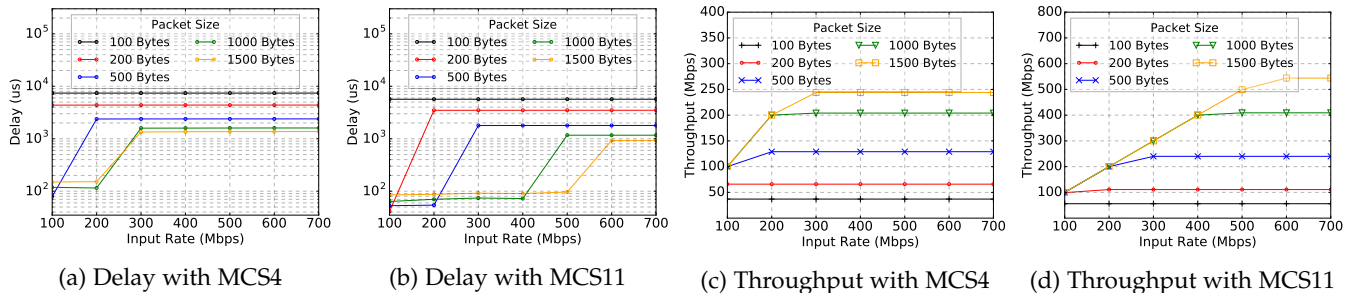 Packet Size
100 Bytes
200 Bytes
500 Bytes
1000 Bytes
1500 Bytes
10^5
10^4
10^3
10^2
Delay (us)
100 200 300 400 500 600 700
Input Rate (Mbps)
(a) Delay with MCS4
Packet Size
100 Bytes
200 Bytes
500 Bytes
1000 Bytes
1500 Bytes
10^5
10^4
10^3
10^2
Delay (us)
100 200 300 400 500 600 700
Input Rate (Mbps)
(b) Delay with MCS11
Packet Size
100 Bytes
200 Bytes
500 Bytes
1000 Bytes
1500 Bytes
400
350
300
250
200
150
100
50
Throughput (Mbps)
100 200 300 400 500 600 700
Input Rate (Mbps)
(c) Throughput with MCS4
Packet Size
100 Bytes
200 Bytes
500 Bytes
1000 Bytes
1500 Bytes
800
700
600
500
400
300
200
100
Throughput (Mbps)
100 200 300 400 500 600 700
Input Rate (Mbps)
(d) Throughput with MCS11